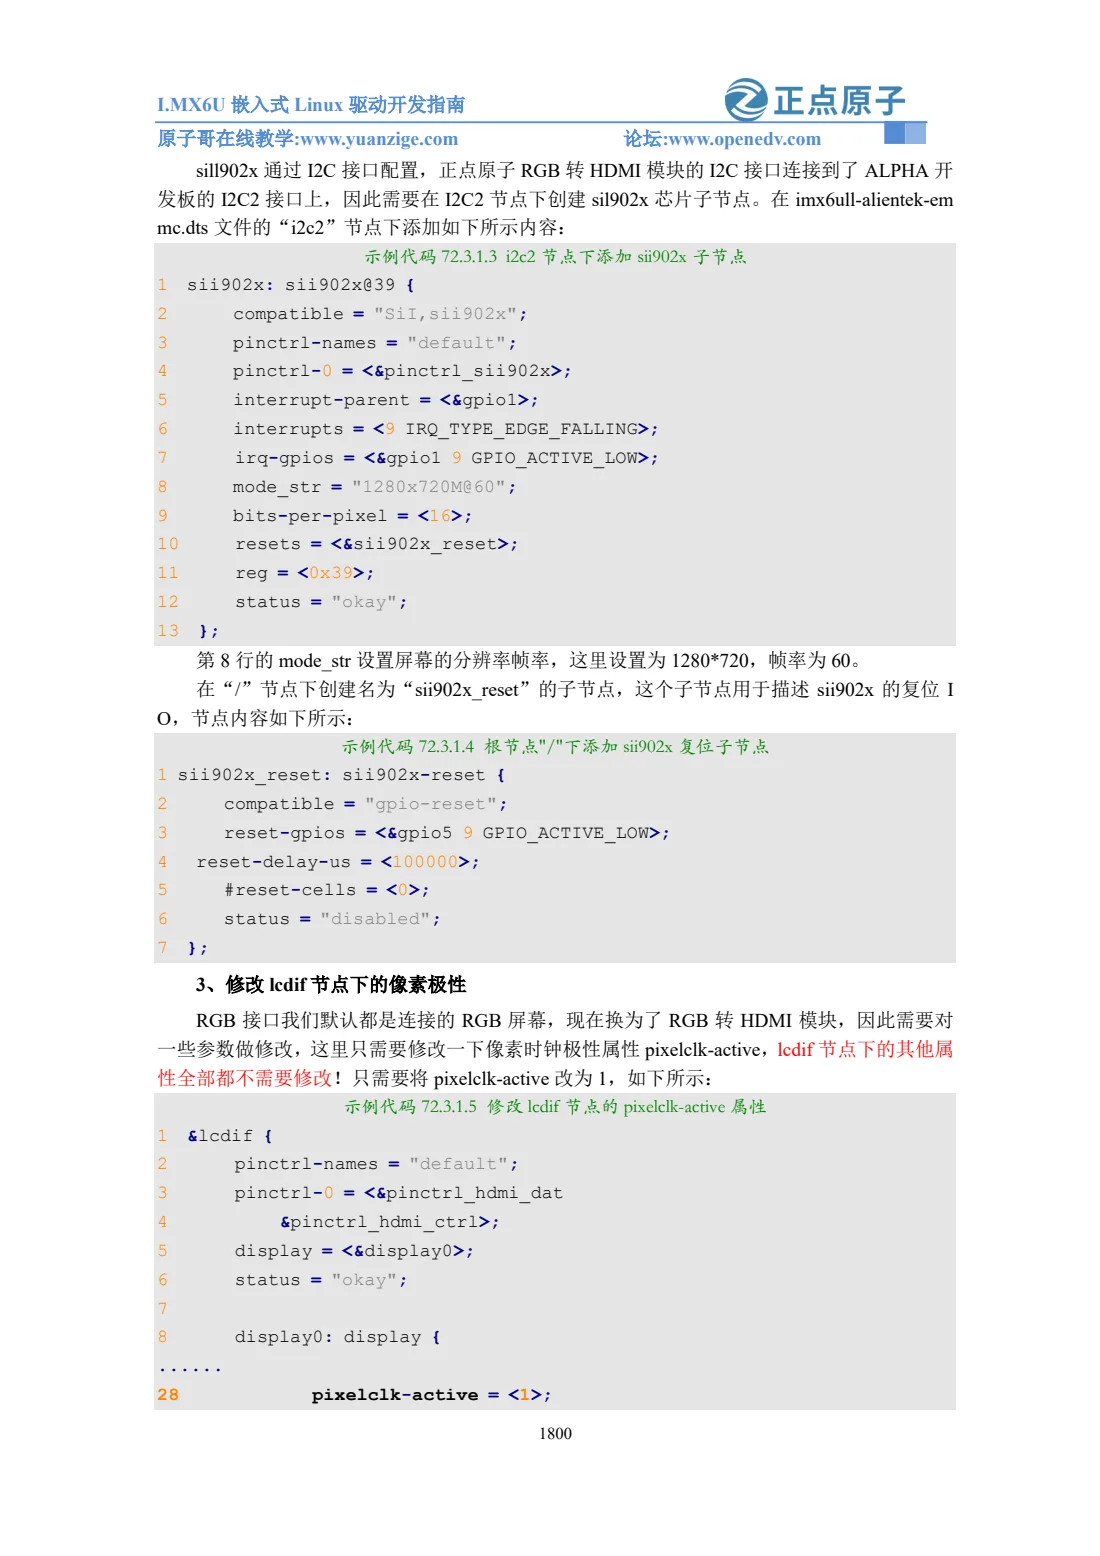 I.MX6U 嵌入式 Linux 驱动开发指南
正点原子
原子哥在线教学:www.yuanzige.com 论坛:www.openedv.com
sill902x 通过 I2C 接口配置，正点原子 RGB 转 HDMI 模块的 I2C 接口连接到了 ALPHA 开
发板的 I2C2 接口上，因此需要在 I2C2 节点下创建 sil902x 芯片子节点。在 imx6ull-alientek-em
mc.dts 文件的“i2c2”节点下添加如下所示内容：
示例代码 72.3.1.3 i2c2 节点下添加 sii902x 子节点
1 sii902x: sii902x@39 {
2 compatible = "SiI,sii902x";
3 pinctrl-names = "default";
4 pinctrl-0 = <&pinctrl_sii902x>;
5 interrupt-parent = <&gpio1>;
6 interrupts = <9 IRQ_TYPE_EDGE_FALLING>;
7 irq-gpios = <&gpio1 9 GPIO_ACTIVE_LOW>;
8 mode_str = "1280x720M@60";
9 bits-per-pixel = <16>;
10 resets = <&sii902x_reset>;
11 reg = <0x39>;
12 status = "okay";
13 };
第 8 行的 mode_str 设置屏幕的分辨率帧率，这里设置为 1280*720，帧率为 60。
在“/”节点下创建名为“sii902x_reset”的子节点，这个子节点用于描述 sii902x 的复位 I
O，节点内容如下所示：
示例代码 72.3.1.4 根节点"/"下添加 sii902x 复位子节点
1 sii902x_reset: sii902x-reset {
2 compatible = "gpio-reset";
3 reset-gpios = <&gpio5 9 GPIO_ACTIVE_LOW>;
4 reset-delay-us = <100000>;
5 #reset-cells = <0>;
6 status = "disabled";
7 };
3、修改 lcdif 节点下的像素极性
RGB 接口我们默认都是连接的 RGB 屏幕，现在换为了 RGB 转 HDMI 模块，因此需要对
一些参数做修改，这里只需要修改一下像素时钟极性属性 pixelclk-active，lcdif 节点下的其他属
性全部都不需要修改！只需要将 pixelclk-active 改为 1，如下所示：
示例代码 72.3.1.5 修改 lcdif 节点的 pixelclk-active 属性
1 &lcdif {
2 pinctrl-names = "default";
3 pinctrl-0 = <&pinctrl_hdmi_dat
4 &pinctrl_hdmi_ctrl>;
5 display = <&display0>;
6 status = "okay";
7
8 display0: display {
......
28 pixelclk-active = <1>;
1800